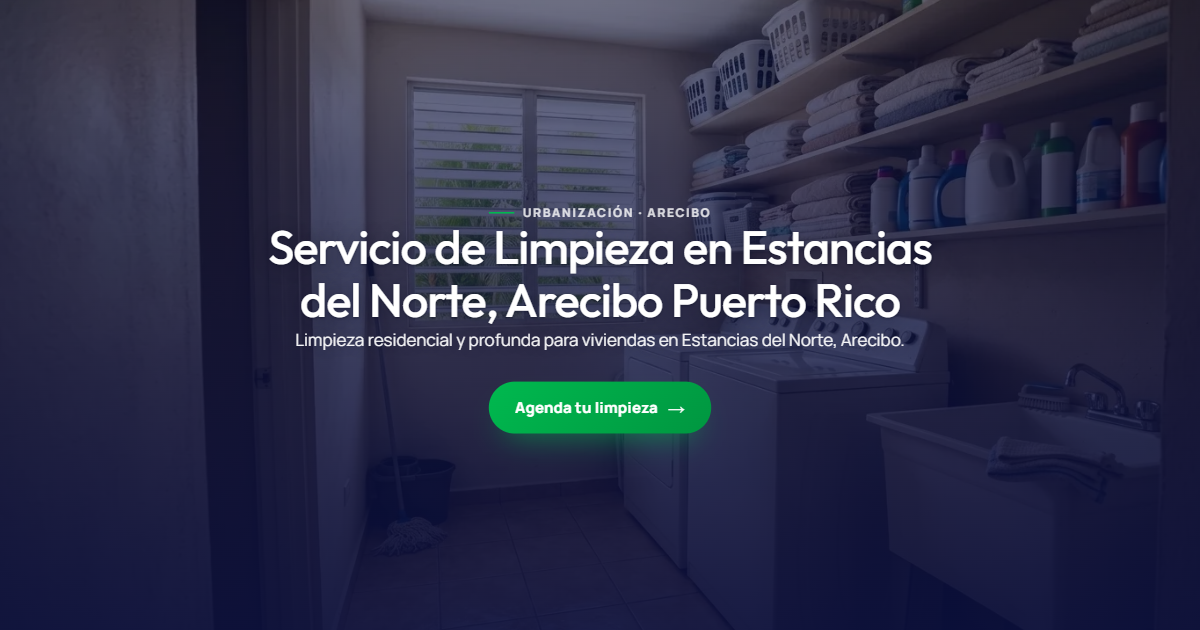 URBANIZACIÓN · ARECIBO
Servicio de Limpieza en Estancias
del Norte, Arecibo Puerto Rico
Limpieza residencial y profunda para viviendas en Estancias del Norte, Arecibo.
Agenda tu limpieza →